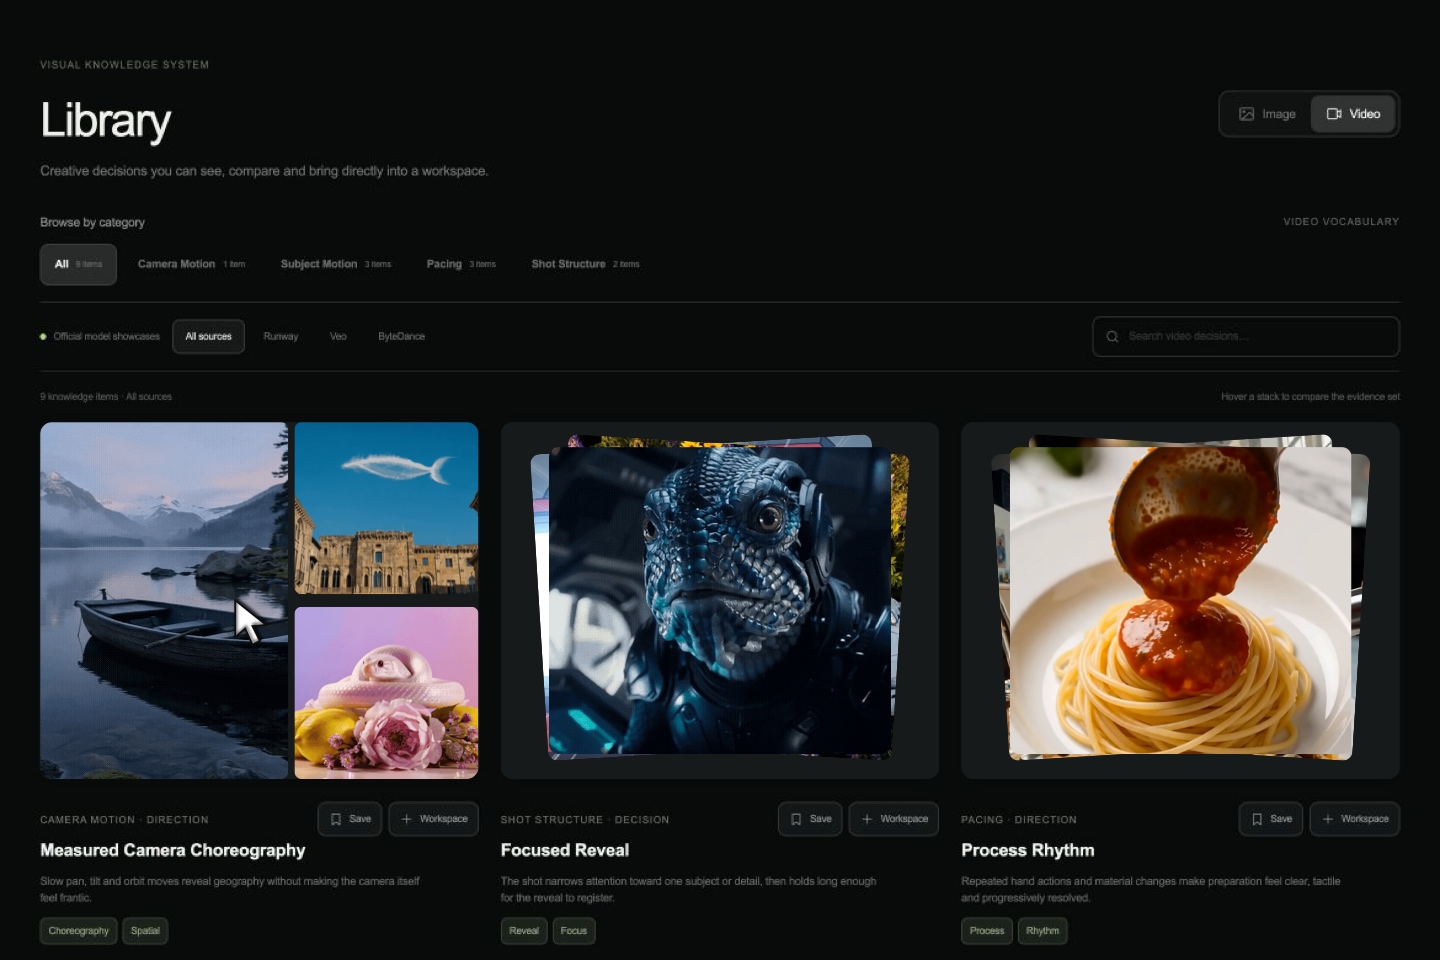 VISUAL KNOWLEDGE SYSTEM
Library
Image
Video
Creative decisions you can see, compare and bring directly into a workspace.
Browse by category
VIDEO VOCABULARY
All 9 items
Camera Motion 1 item
Subject Motion 3 items
Pacing 3 items
Shot Structure 2 items
Official model showcases
All sources
Runway
Veo
ByteDance
Search video decisions...
9 knowledge items · All sources
Hover a stack to compare the evidence set
CAMERA MOTION · DIRECTION
Save
Workspace
Measured Camera Choreography
Slow pan, tilt and orbit moves reveal geography without making the camera itself
feel frantic.
Choreography
Spatial
SHOT STRUCTURE · DECISION
Save
Workspace
Focused Reveal
The shot narrows attention toward one subject or detail, then holds long enough
for the reveal to register.
Reveal
Focus
PACING · DIRECTION
Save
Workspace
Process Rhythm
Repeated hand actions and material changes make preparation feel clear, tactile
and progressively resolved.
Process
Rhythm